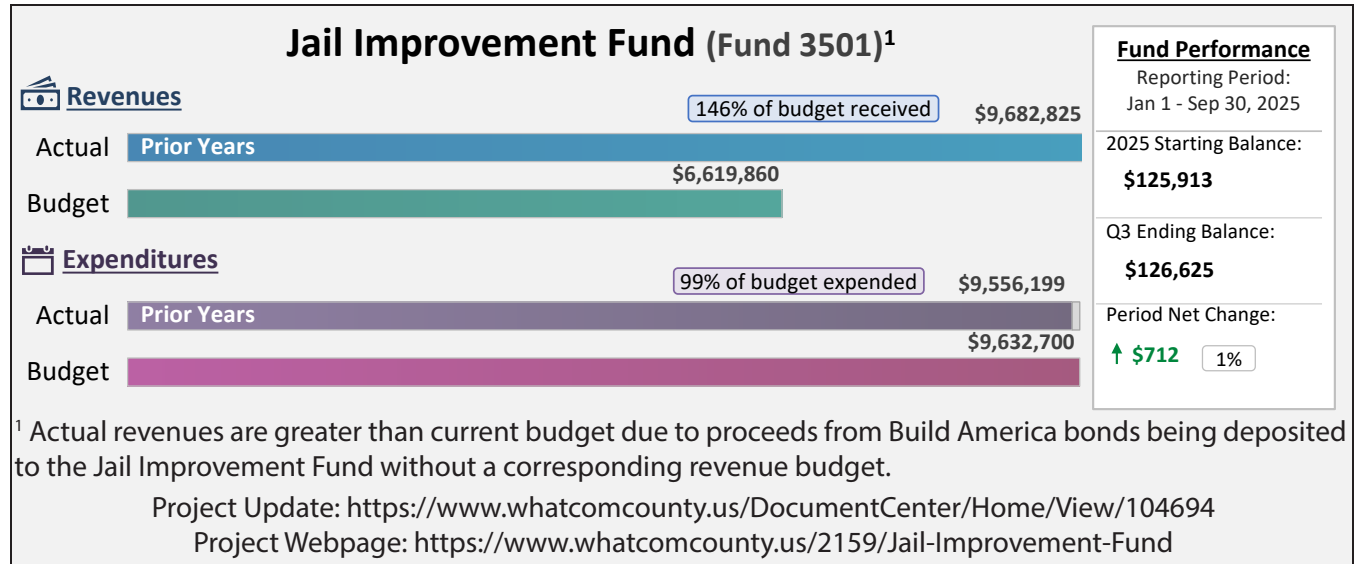 Jail Improvement Fund (Fund 3501)¹
Revenues
146% of budget received
$9,682,825
Actual
Prior Years
$6,619,860
Budget
Expenditures
99% of budget expended
$9,556,199
Actual
Prior Years
$9,632,700
Budget
Fund Performance
Reporting Period:
Jan 1 - Sep 30, 2025
2025 Starting Balance:
$125,913
Q3 Ending Balance:
$126,625
Period Net Change:
$712 1%
¹ Actual revenues are greater than current budget due to proceeds from Build America bonds being deposited
to the Jail Improvement Fund without a corresponding revenue budget.
Project Update: https://www.whatcomcounty.us/DocumentCenter/Home/View/104694
Project Webpage: https://www.whatcomcounty.us/2159/Jail-Improvement-Fund